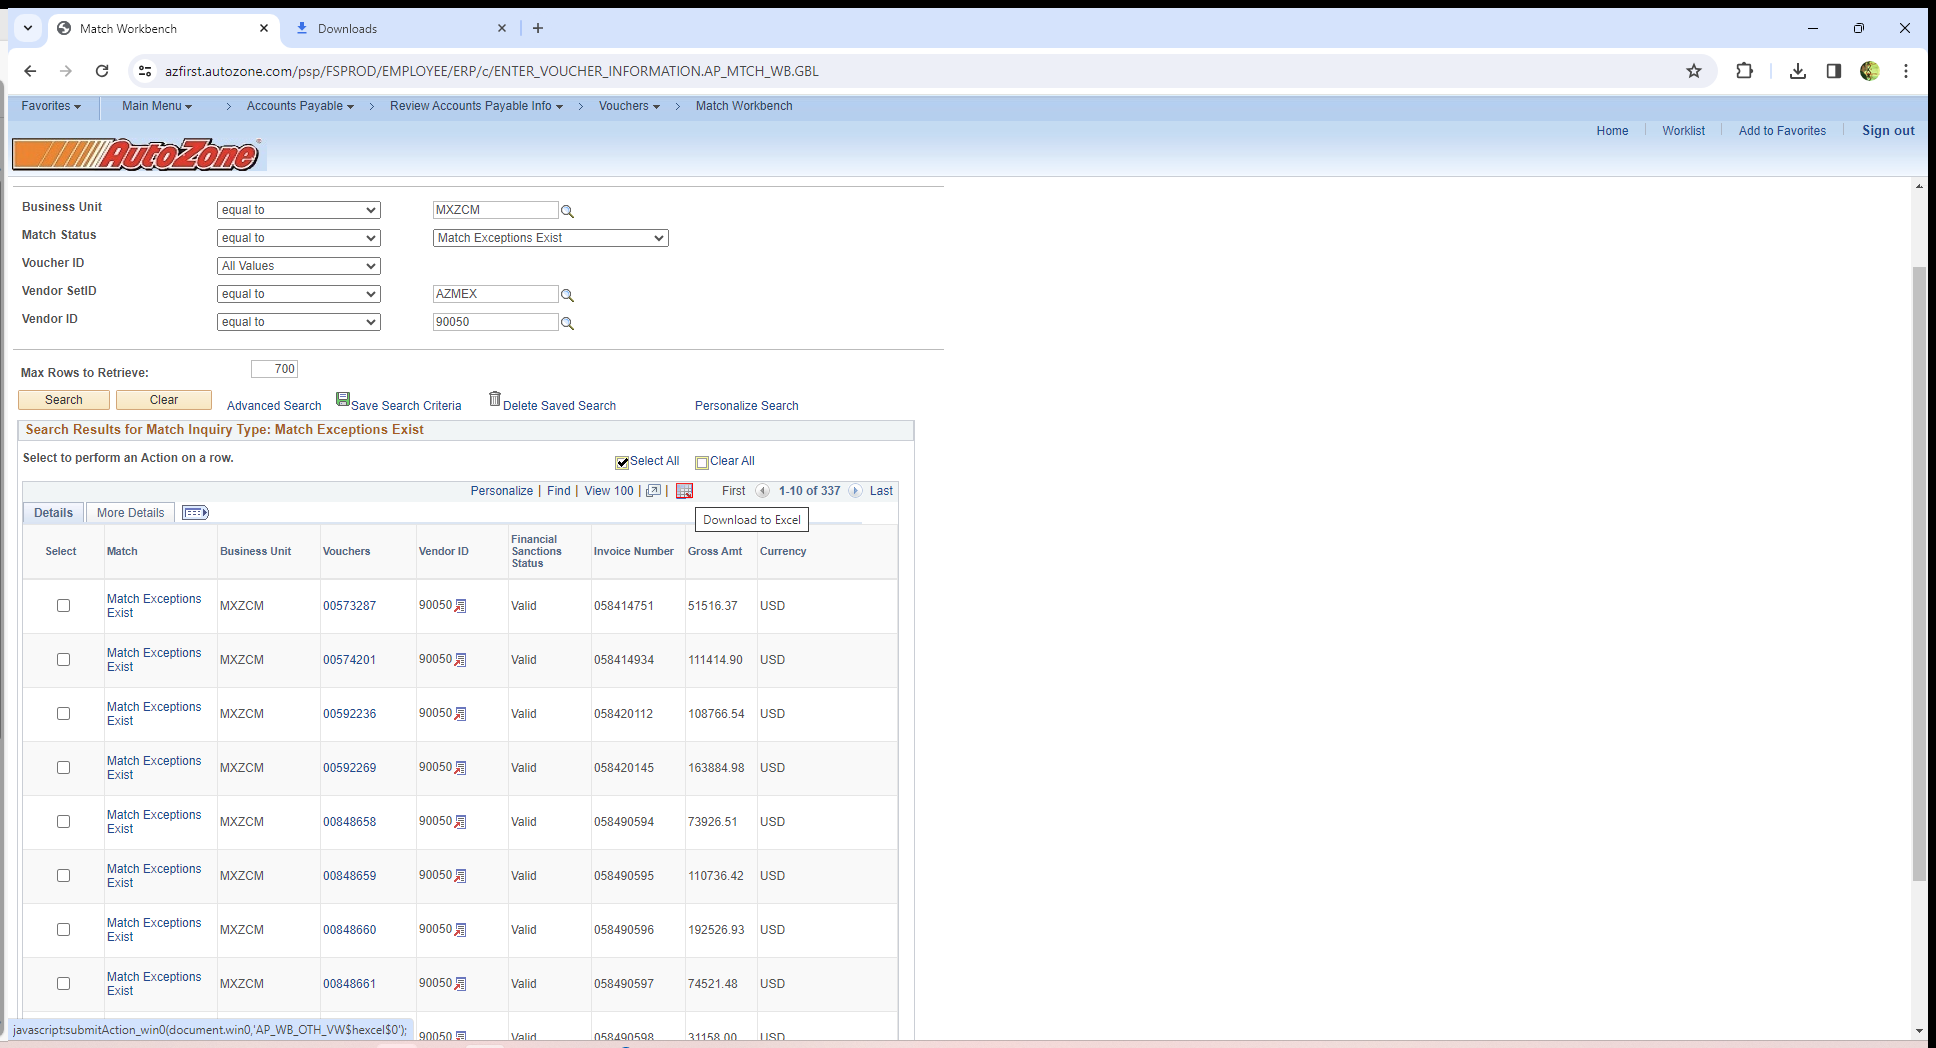 Match Workbench
Downloads
azfirst.autozone.com/psp/FSPROD/EMPLOYEE/ERP/c/ENTER_VOUCHER_INFORMATION.AP_MTCH_WB.GBL
Favorites Main Menu > Accounts Payable > Review Accounts Payable Info > Vouchers > Match Workbench
Home Worklist Add to Favorites Sign out
AutoZone
Business Unit equal to MXZCM
Match Status equal to Match Exceptions Exist
Voucher ID All Values
Vendor SetID equal to AZMEX
Vendor ID equal to 90050
Max Rows to Retrieve: 700
Search Clear Advanced Search Save Search Criteria Delete Saved Search Personalize Search
Search Results for Match Inquiry Type: Match Exceptions Exist
Select to perform an Action on a row. Select All Clear All
Personalize | Find | View 100 | | First 1-10 of 337 Last
Details More Details
Download to Excel
Select Match Business Unit Vouchers Vendor ID Financial Sanctions Status Invoice Number Gross Amt Currency
Match Exceptions Exist MXZCM 00573287 90050 Valid 058414751 51516.37 USD
Match Exceptions Exist MXZCM 00574201 90050 Valid 058414934 111414.90 USD
Match Exceptions Exist MXZCM 00592236 90050 Valid 058420112 108766.54 USD
Match Exceptions Exist MXZCM 00592269 90050 Valid 058420145 163884.98 USD
Match Exceptions Exist MXZCM 00848658 90050 Valid 058490594 73926.51 USD
Match Exceptions Exist MXZCM 00848659 90050 Valid 058490595 110736.42 USD
Match Exceptions Exist MXZCM 00848660 90050 Valid 058490596 192526.93 USD
Match Exceptions Exist MXZCM 00848661 90050 Valid 058490597 74521.48 USD
90050 Valid 058490598 31158.00 USD
javascript:submitAction_win0(document.win0,'AP_WB_OTH_VW$hexcel$0');